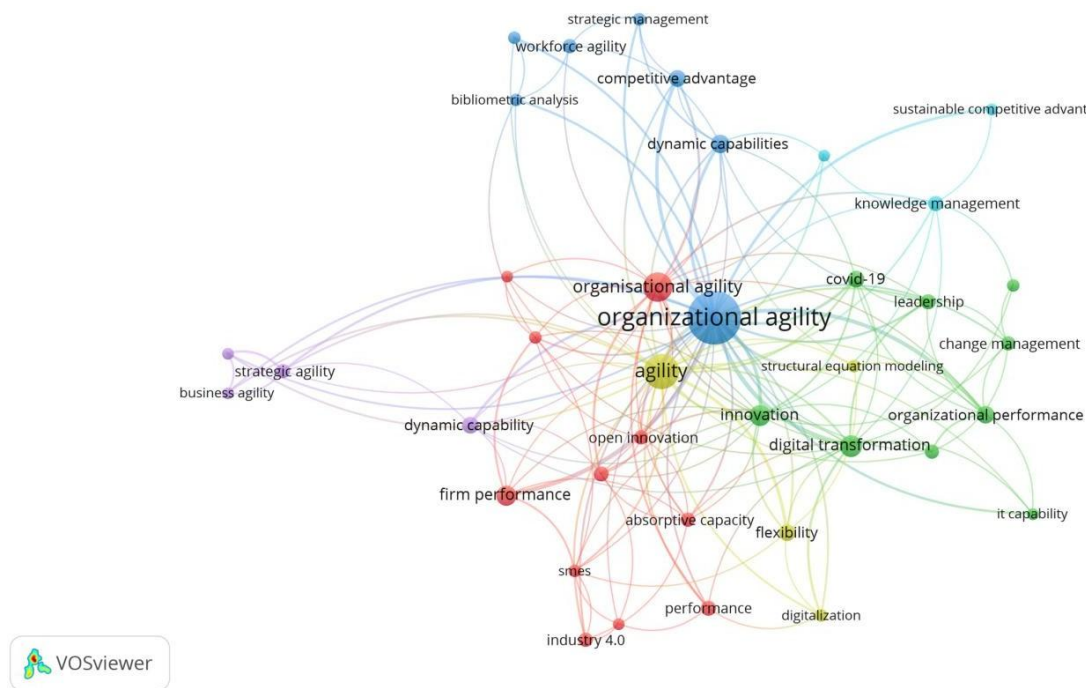 strategic management
workforce agility
competitive advantage
bibliometric analysis
sustainable competitive advant
dynamic capabilities
knowledge management
covid-19
organisational agility
leadership
organizational agility
change management
structural equation modeling
agility
strategic agility
business agility
innovation
organizational performance
dynamic capability
open innovation
digital transformation
firm performance
absorptive capacity
it capability
flexibility
smes
performance
digitalization
industry 4.0
VOSviewer